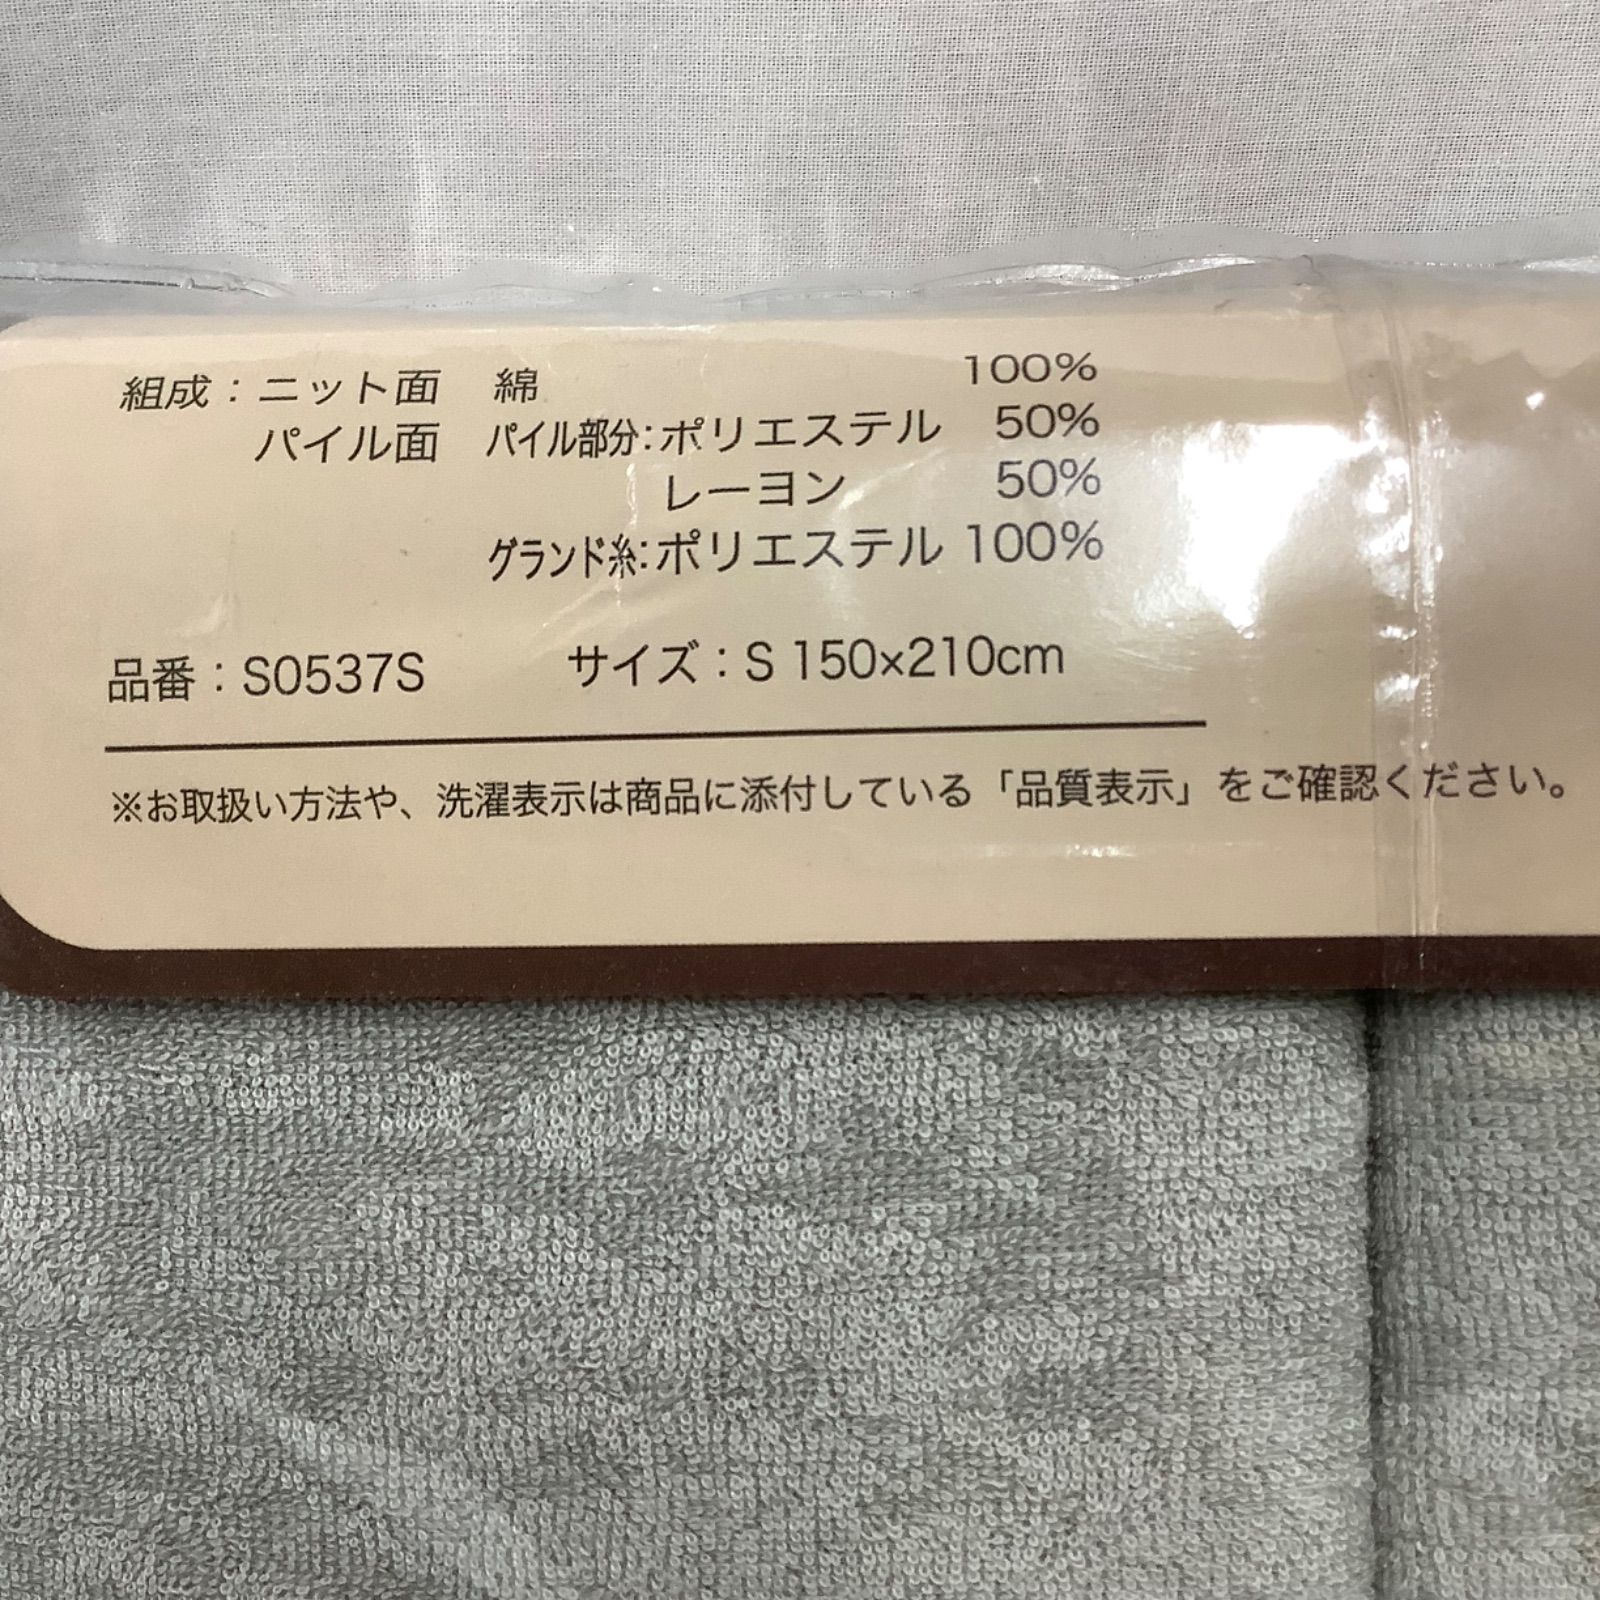 組成：ニット面　綿　100%
パイル面　パイル部分：ポリエステル　50%
レーヨン　50%
グランド糸：ポリエステル　100%
品番：S0537S　サイズ：S 150×210cm
※お取扱い方法や、洗濯表示は商品に添付している「品質表示」をご確認ください。